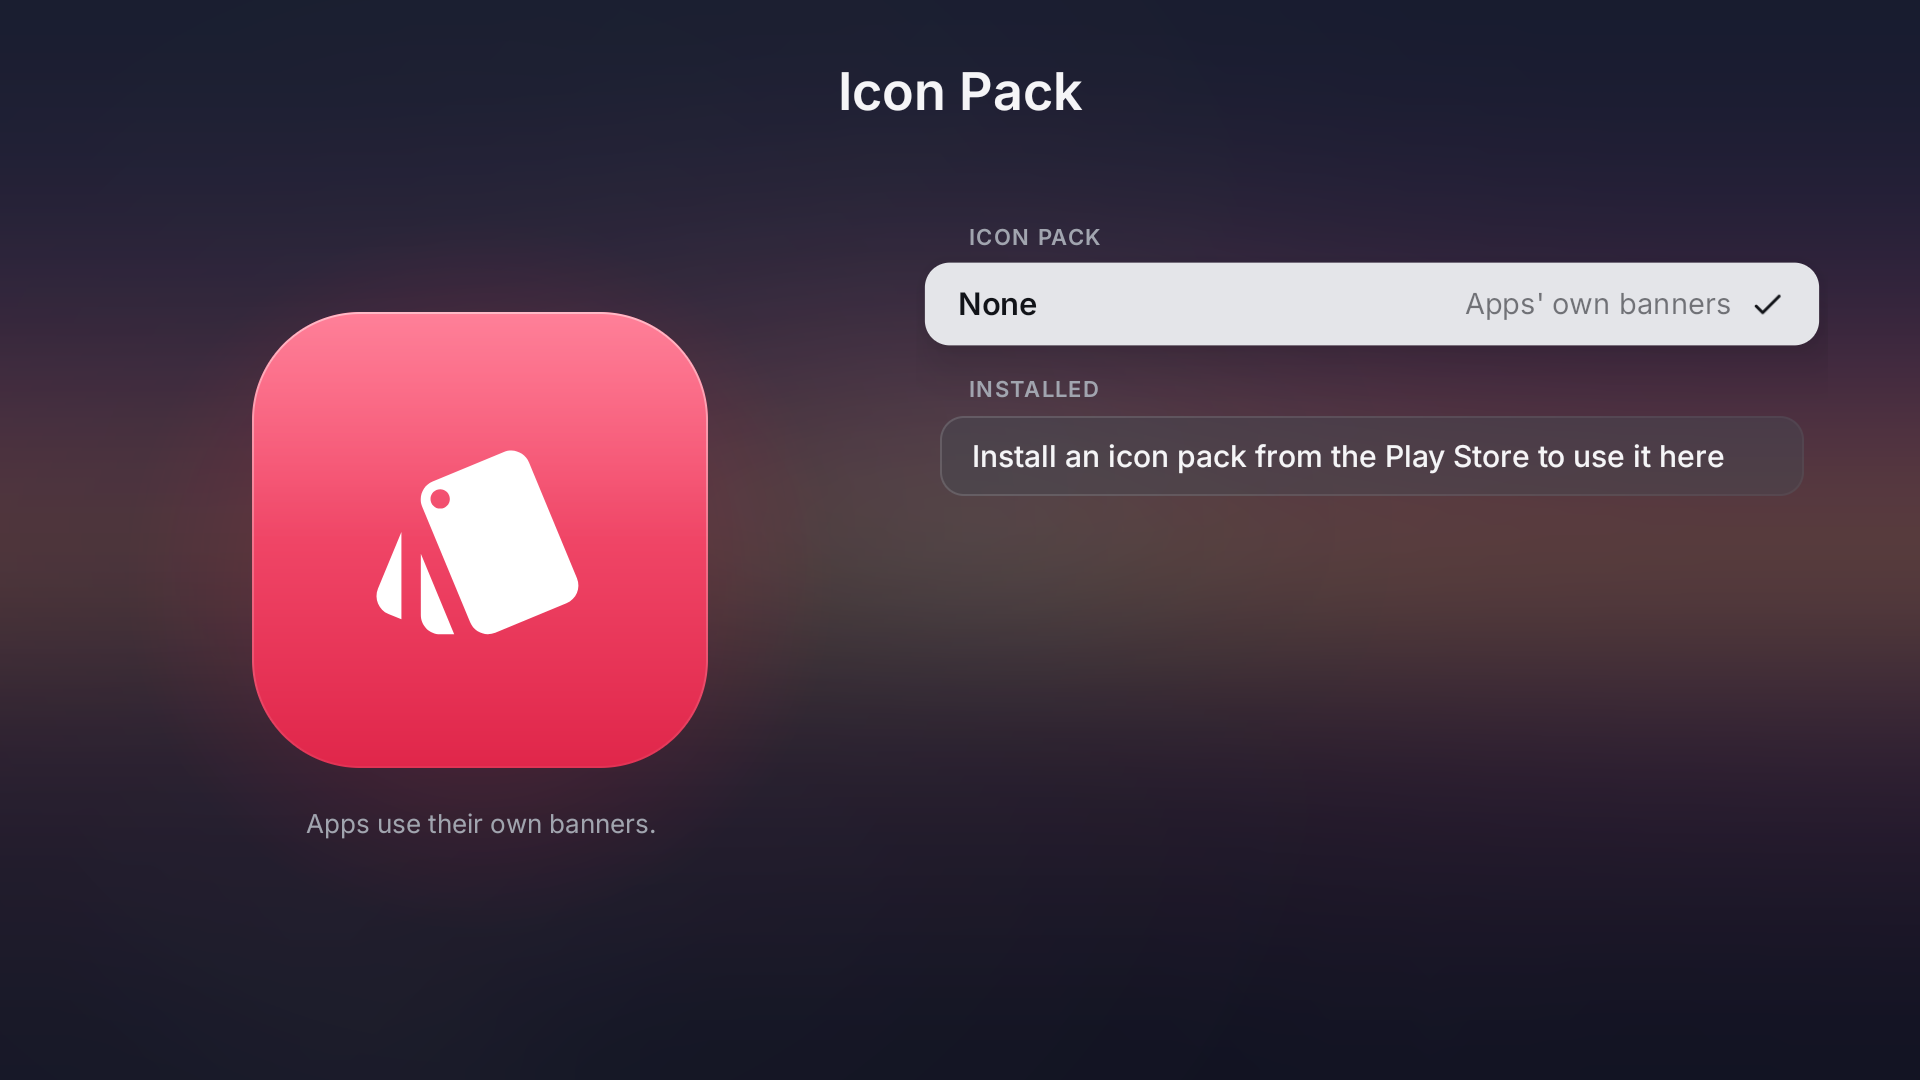 Icon Pack
ICON PACK
None
Apps' own banners
INSTALLED
Install an icon pack from the Play Store to use it here
Apps use their own banners.